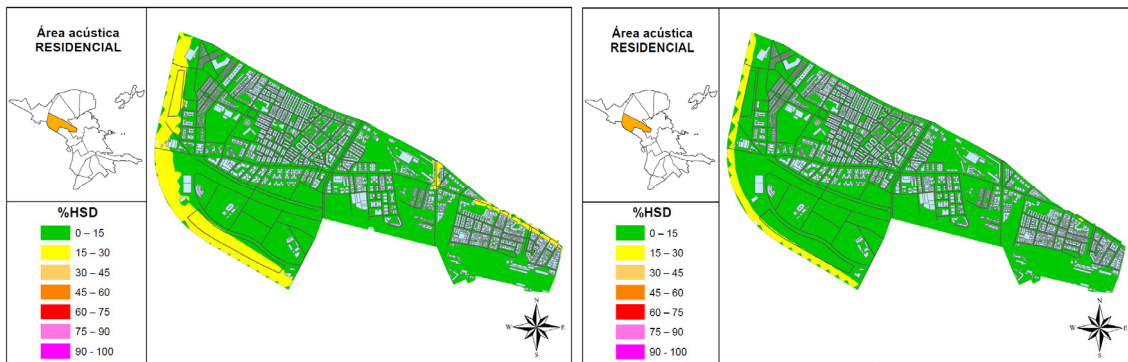 Área acústica
RESIDENCIAL
%HSD
0 – 15
15 – 30
30 – 45
45 – 60
60 – 75
75 – 90
90 - 100
N
W
E
S
Área acústica
RESIDENCIAL
%HSD
0 – 15
15 – 30
30 – 45
45 – 60
60 – 75
75 – 90
90 - 100
N
W
E
S